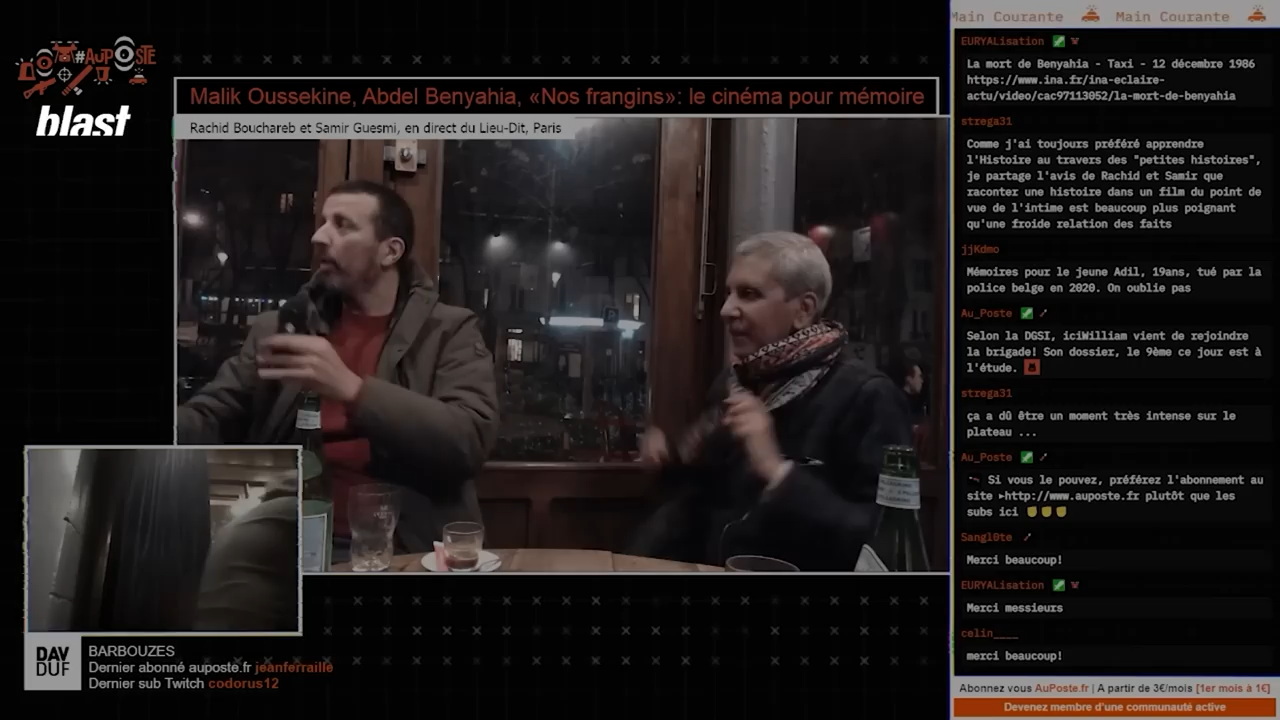 #AuPOSTE
blast
Malik Oussekine, Abdel Benyahia, «Nos frangins»: le cinéma pour mémoire
Rachid Bouchareb et Samir Guesmi, en direct du Lieu-Dit, Paris
DAV
DUF
BARBOUZES
Dernier abonné auposte.fr jeanferraille
Dernier sub Twitch codorus12
Main Courante Main Courante
EURYALisation
La mort de Benyahia - Taxi - 12 décembre 1986
https://www.ina.fr/ina-eclaire-
actu/video/cac97113052/la-mort-de-benyahia
strega31
Comme j'ai toujours préféré apprendre
l'Histoire au travers des "petites histoires",
je partage l'avis de Rachid et Samir que
raconter une histoire dans un film du point de
vue de l'intime est beaucoup plus poignant
qu'une froide relation des faits
jjKdmo
Mémoires pour le jeune Adil, 19ans, tué par la
police belge en 2020. On oublie pas
Au_Poste
Selon la DGSI, iciWilliam vient de rejoindre
la brigade! Son dossier, le 9ème ce jour est à
l'étude.
strega31
ça a dû être un moment très intense sur le
plateau ...
Au_Poste
Si vous le pouvez, préférez l'abonnement au
site ▸http://www.auposte.fr plutôt que les
subs ici
Sangl0te
Merci beaucoup!
EURYALisation
Merci messieurs
celin____
merci beaucoup!
Abonnez vous AuPoste.fr | A partir de 3€/mois [1er mois à 1€]
Devenez membre d'une communauté active